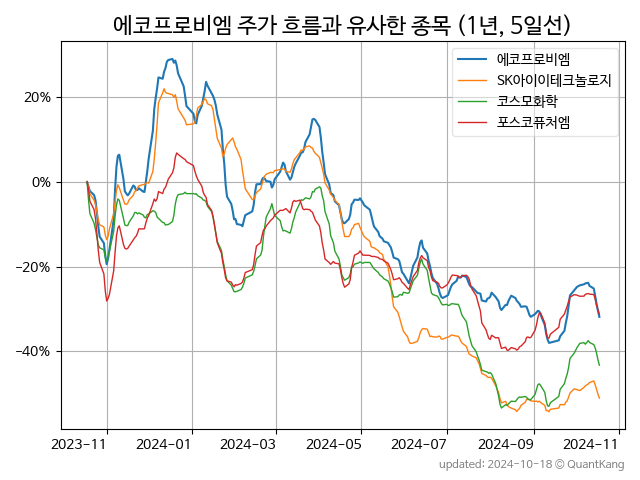 에코프로비엠 주가 흐름과 유사한 종목 (1년, 5일선)
에코프로비엠
SK아이이테크놀로지
코스모화학
포스코퓨처엠
20%
0%
−20%
−40%
2023-11
2024-01
2024-03
2024-05
2024-07
2024-09
2024-11
updated: 2024-10-18 © QuantKang